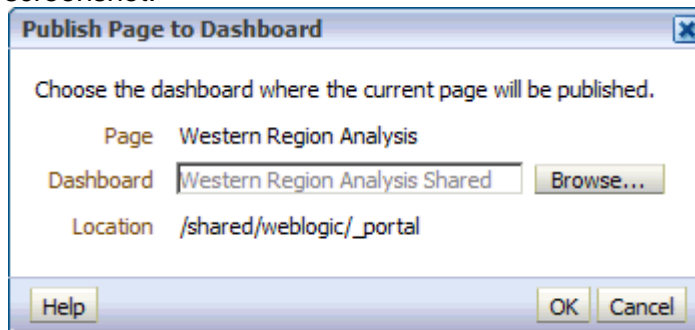 screenshot.
Publish Page to Dashboard
Choose the dashboard where the current page will be published.
Page Western Region Analysis
Dashboard Western Region Analysis Shared Browse...
Location /shared/weblogic/_portal
Help OK Cancel